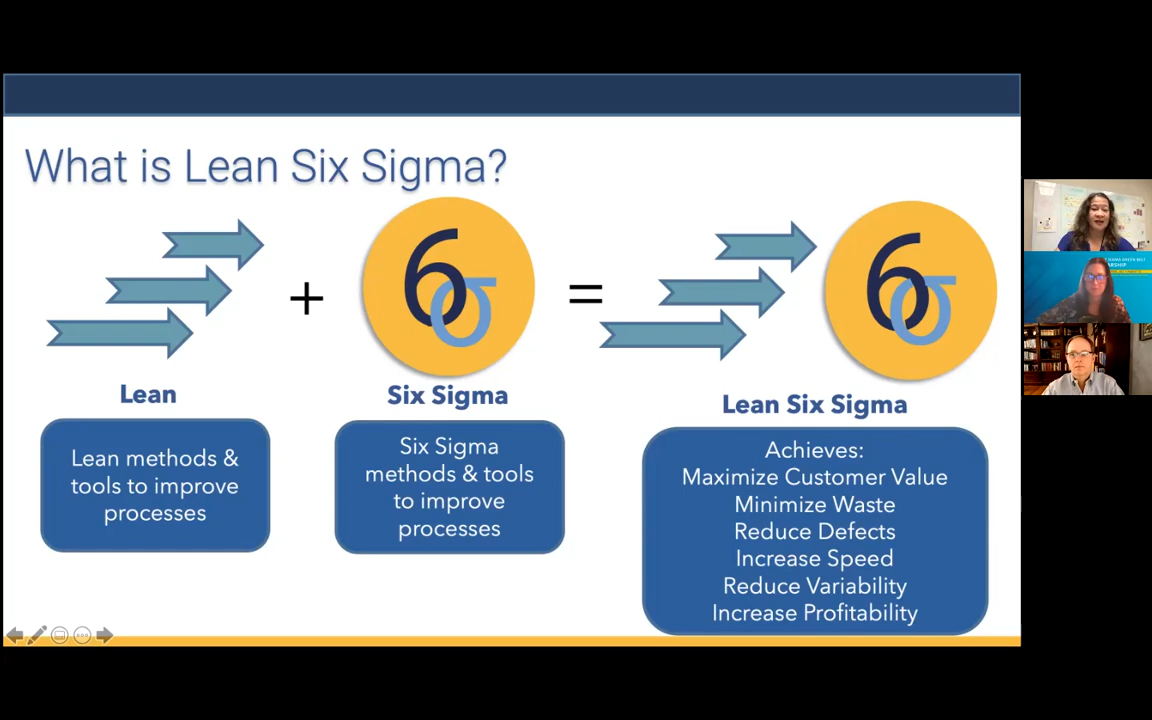 What is Lean Six Sigma?
+
6σ
=
6σ
Lean
Six Sigma
Lean Six Sigma
Lean methods &
tools to improve
processes
Six Sigma
methods & tools
to improve
processes
Achieves:
Maximize Customer Value
Minimize Waste
Reduce Defects
Increase Speed
Reduce Variability
Increase Profitability